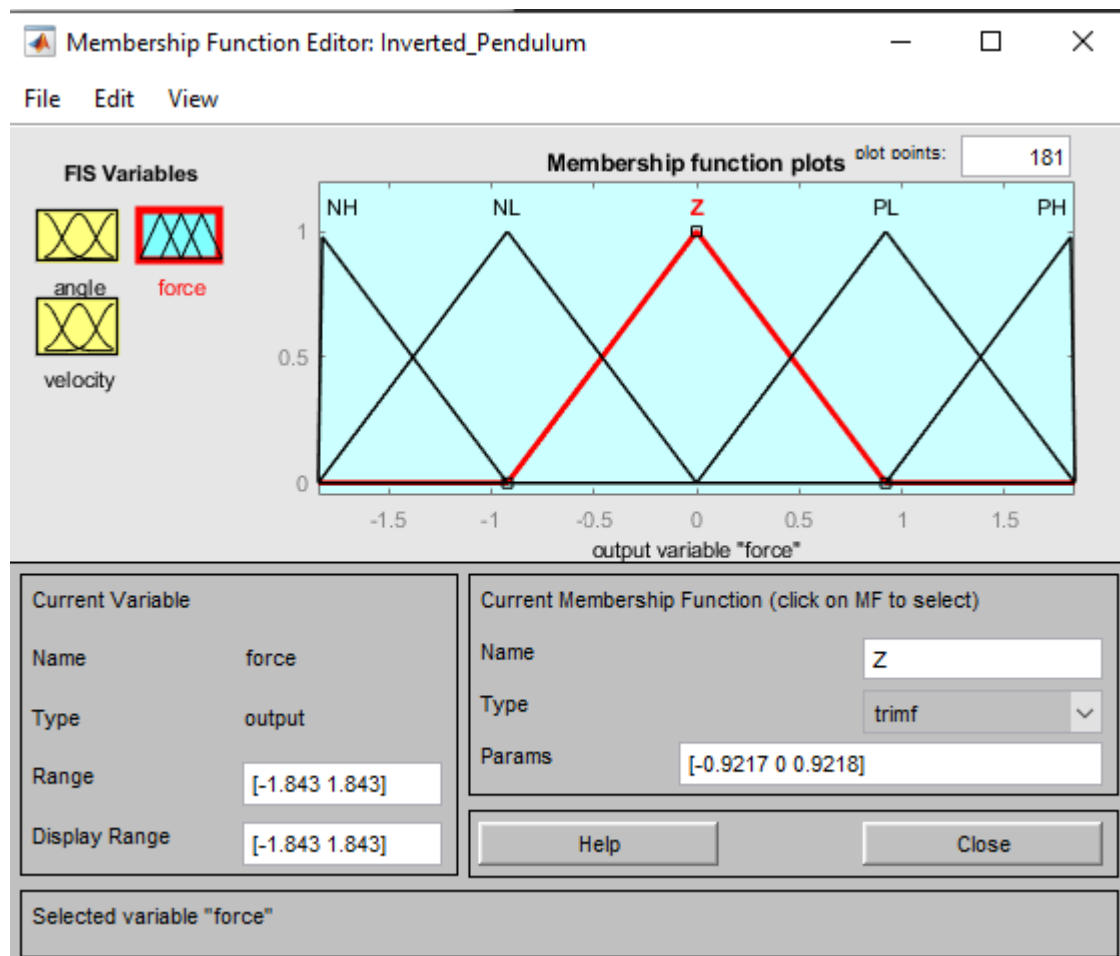 Membership Function Editor: Inverted_Pendulum
File Edit View
FIS Variables
angle
force
velocity
Membership function plots
plot points:
181
NH NL Z PL PH
1
0.5
0
-1.5 -1 -0.5 0 0.5 1 1.5
output variable "force"
Current Variable
Name force
Type output
Range [-1.843 1.843]
Display Range [-1.843 1.843]
Current Membership Function (click on MF to select)
Name Z
Type trimf
Params [-0.9217 0 0.9218]
Help Close
Selected variable "force"